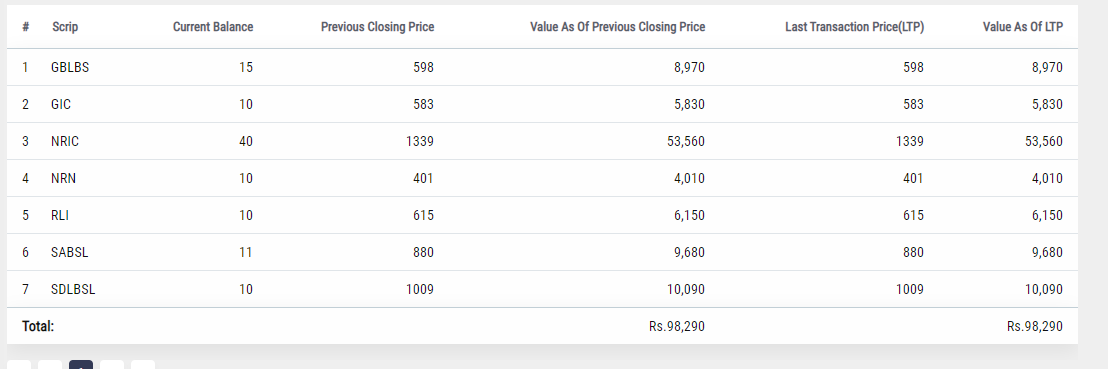 # Scrip Current Balance Previous Closing Price Value As Of Previous Closing Price Last Transaction Price(LTP) Value As Of LTP
1 GBLBS 15 598 8,970 598 8,970
2 GIC 10 583 5,830 583 5,830
3 NRIC 40 1339 53,560 1339 53,560
4 NRN 10 401 4,010 401 4,010
5 RLI 10 615 6,150 615 6,150
6 SABSL 11 880 9,680 880 9,680
7 SDLBSL 10 1009 10,090 1009 10,090
Total: Rs.98,290 Rs.98,290